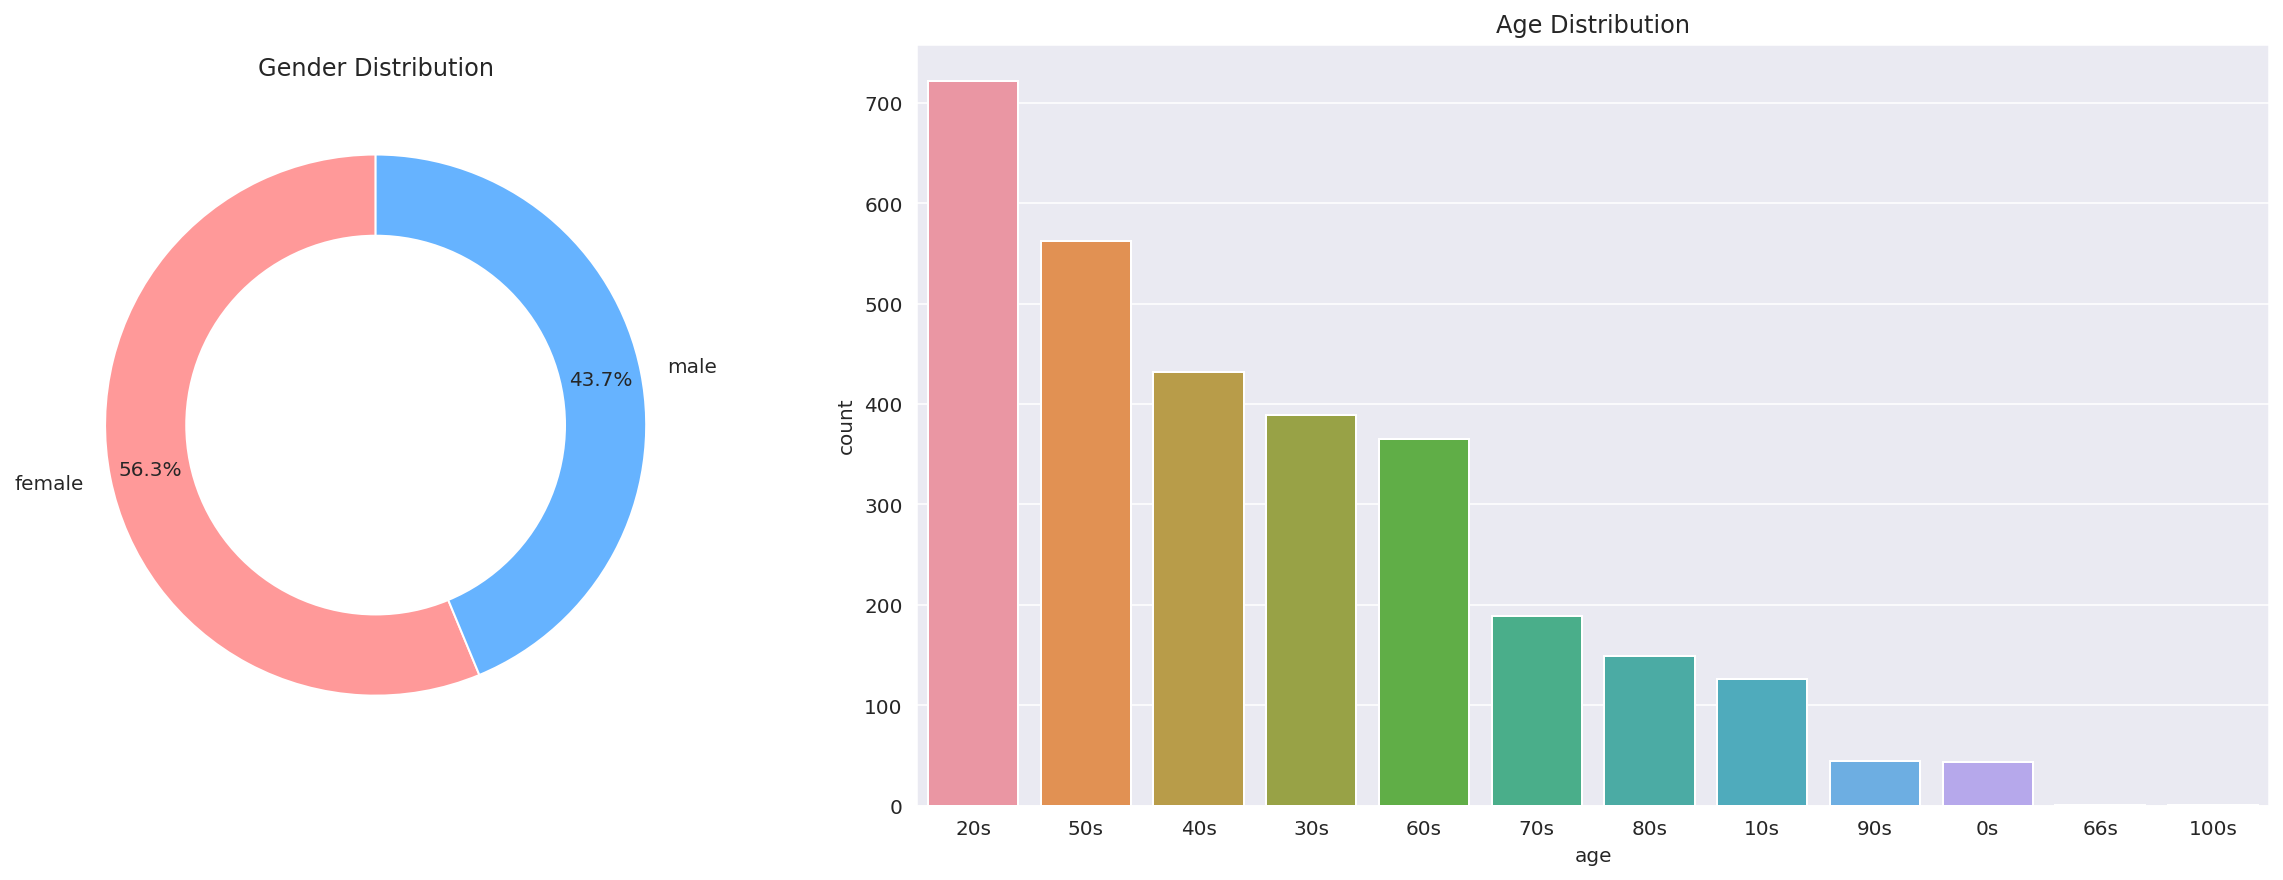 Gender Distribution
male
43.7%
56.3%
female
Age Distribution
700
600
500
400
300
200
100
0
count
20s 50s 40s 30s 60s 70s 80s 10s 90s 0s 66s 100s
age